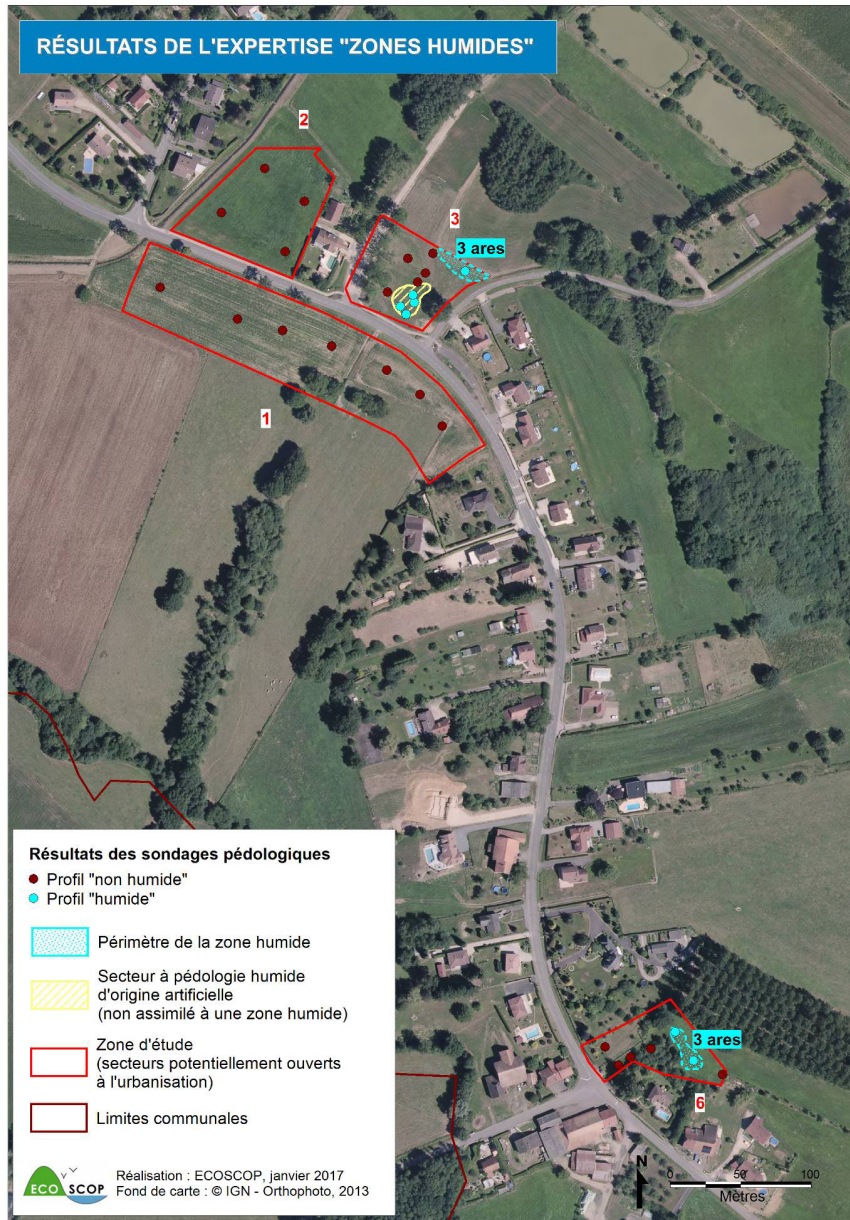 RÉSULTATS DE L'EXPERTISE "ZONES HUMIDES"
2
3
3 ares
1
3 ares
6
Résultats des sondages pédologiques
Profil "non humide"
Profil "humide"
Périmètre de la zone humide
Secteur à pédologie humide
d'origine artificielle
(non assimilé à une zone humide)
Zone d'étude
(secteurs potentiellement ouverts
à l'urbanisation)
Limites communales
ECO SCOP
Réalisation : ECOSCOP, janvier 2017
Fond de carte : © IGN - Orthophoto, 2013
N
0 50 100
Mètres